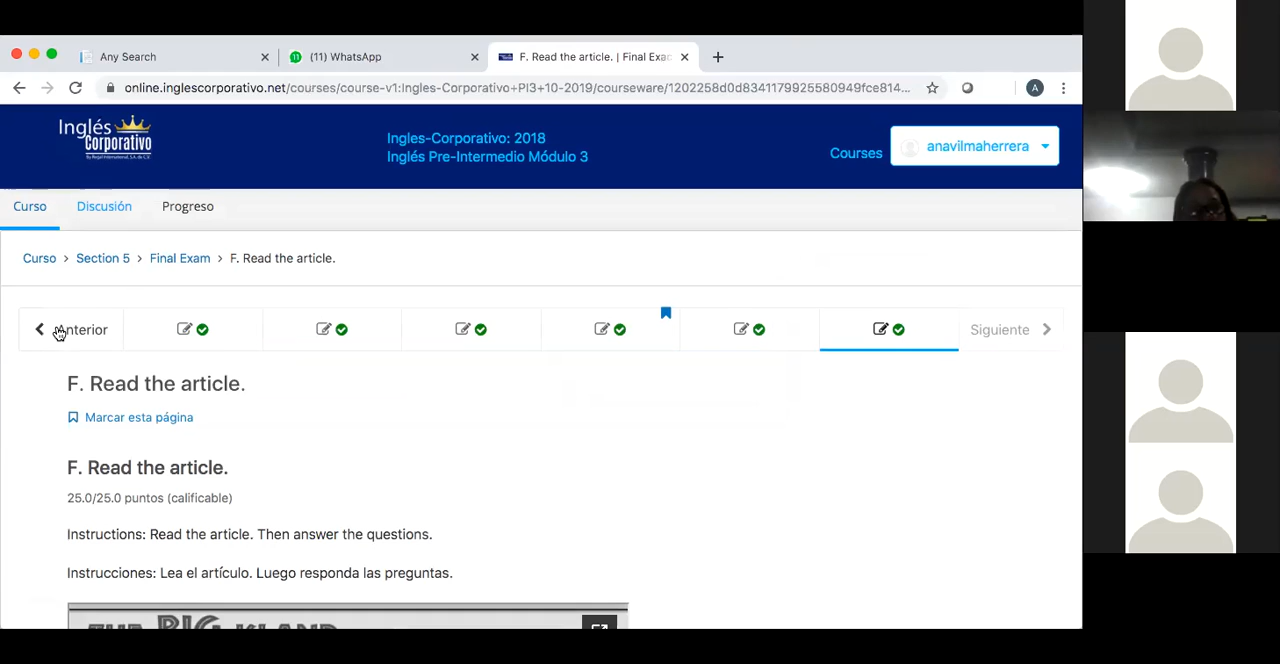 Any Search
(11) WhatsApp
F. Read the article. | Final Exa
online.inglescorporativo.net/courses/course-v1:Ingles-Corporativo+PI3+10-2019/courseware/1202258d0d8341179925580949fce814...
A
Inglés
Corporativo
Ingles-Corporativo: 2018
Inglés Pre-Intermedio Módulo 3
Courses
anavilmaherrera
Curso
Discusión
Progreso
Curso > Section 5 > Final Exam > F. Read the article.
Anterior
Siguiente
F. Read the article.
Marcar esta página
F. Read the article.
25.0/25.0 puntos (calificable)
Instructions: Read the article. Then answer the questions.
Instrucciones: Lea el artículo. Luego responda las preguntas.
THE BIG ISLAND